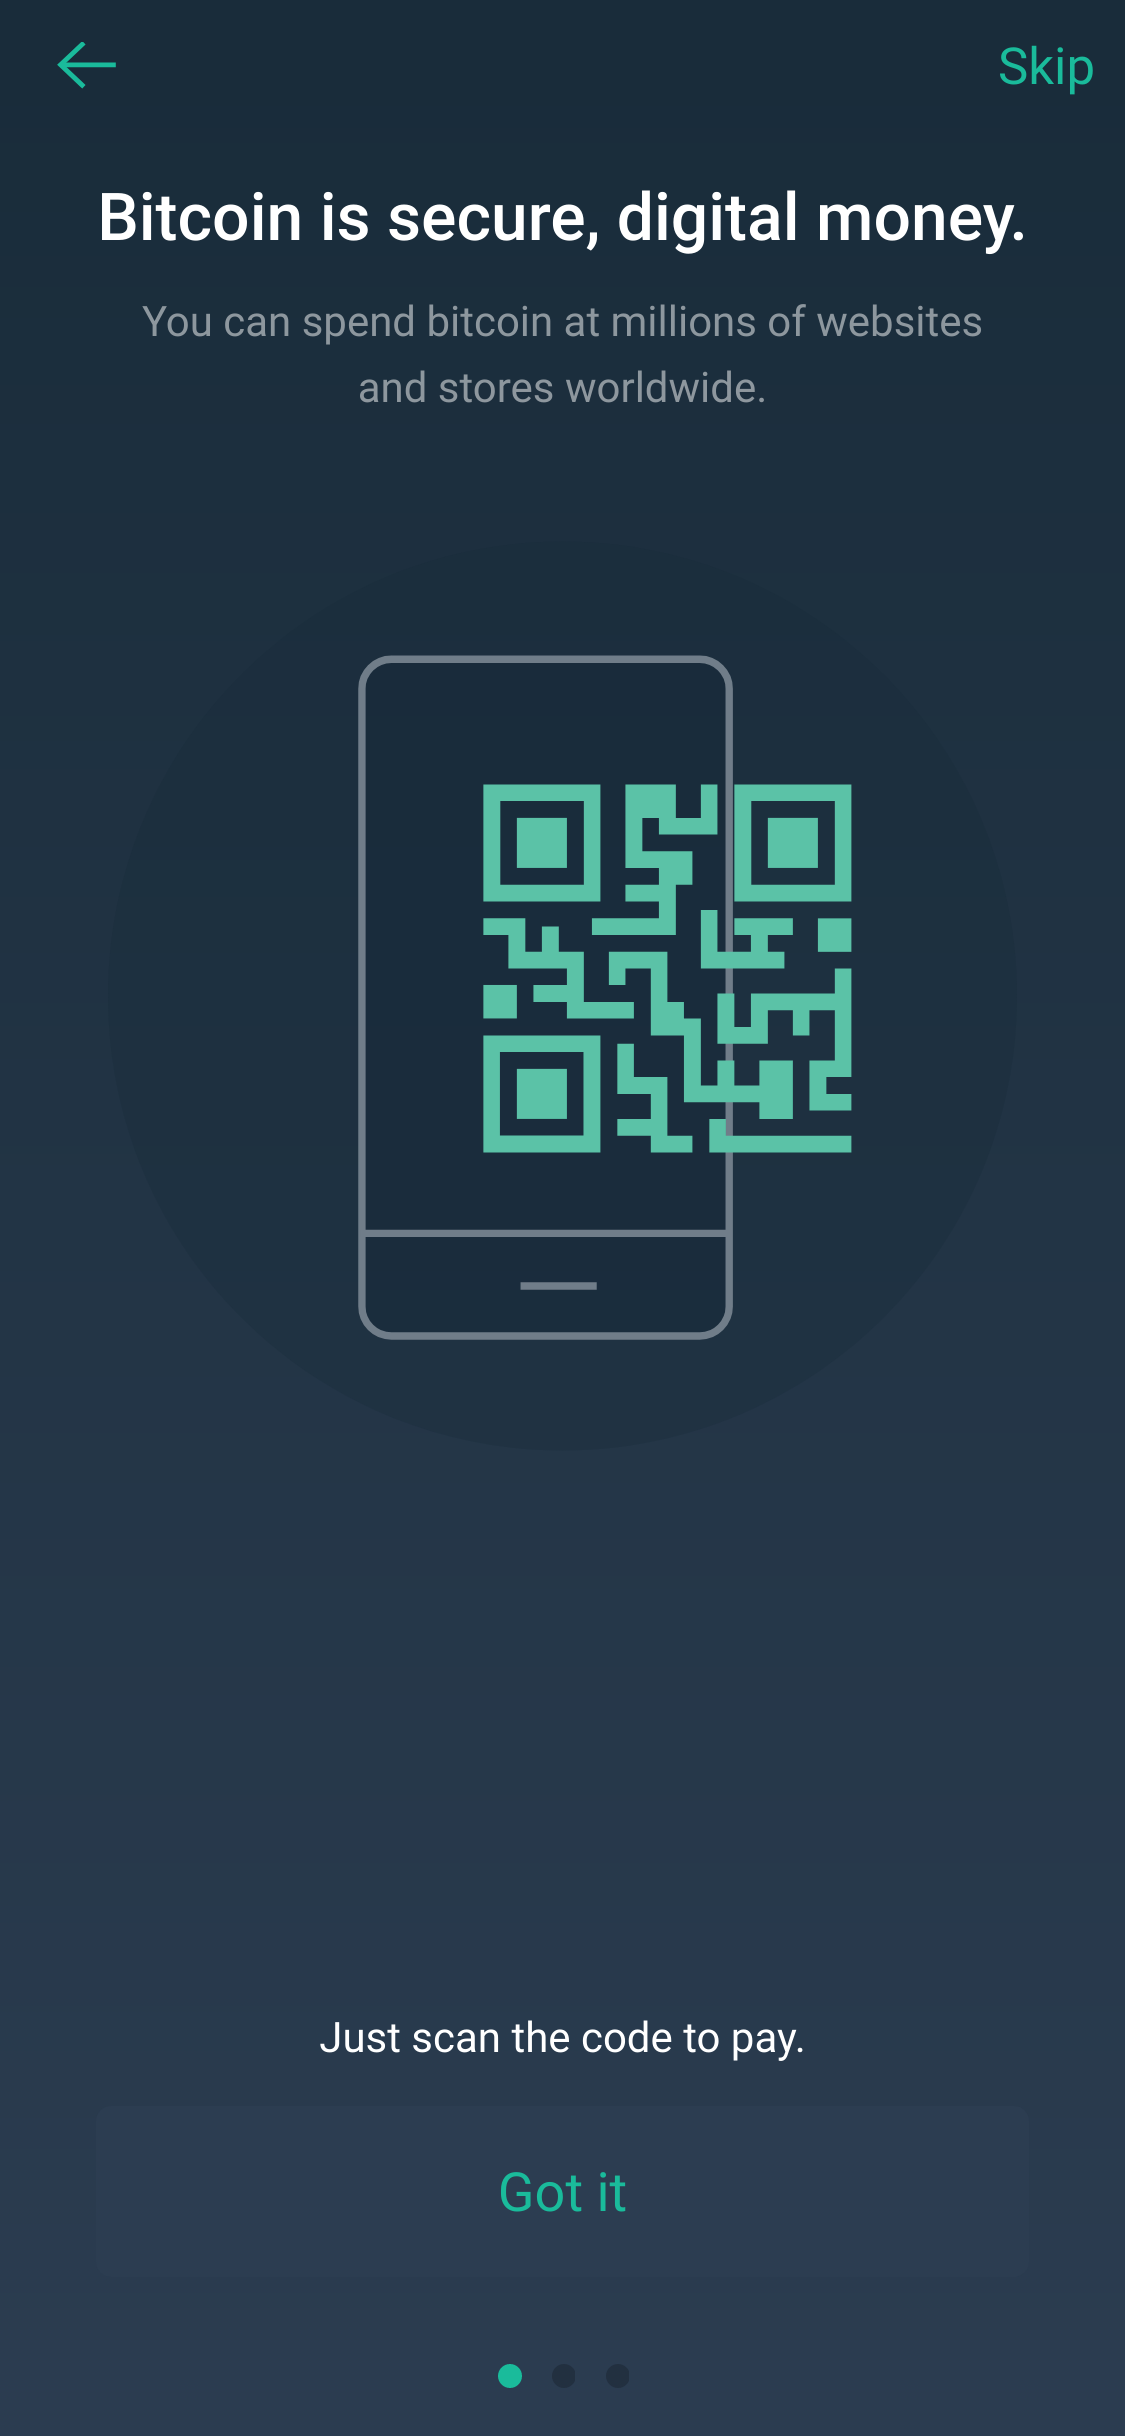 Skip
Bitcoin is secure, digital money.
You can spend bitcoin at millions of websites
and stores worldwide.
Just scan the code to pay.
Got it